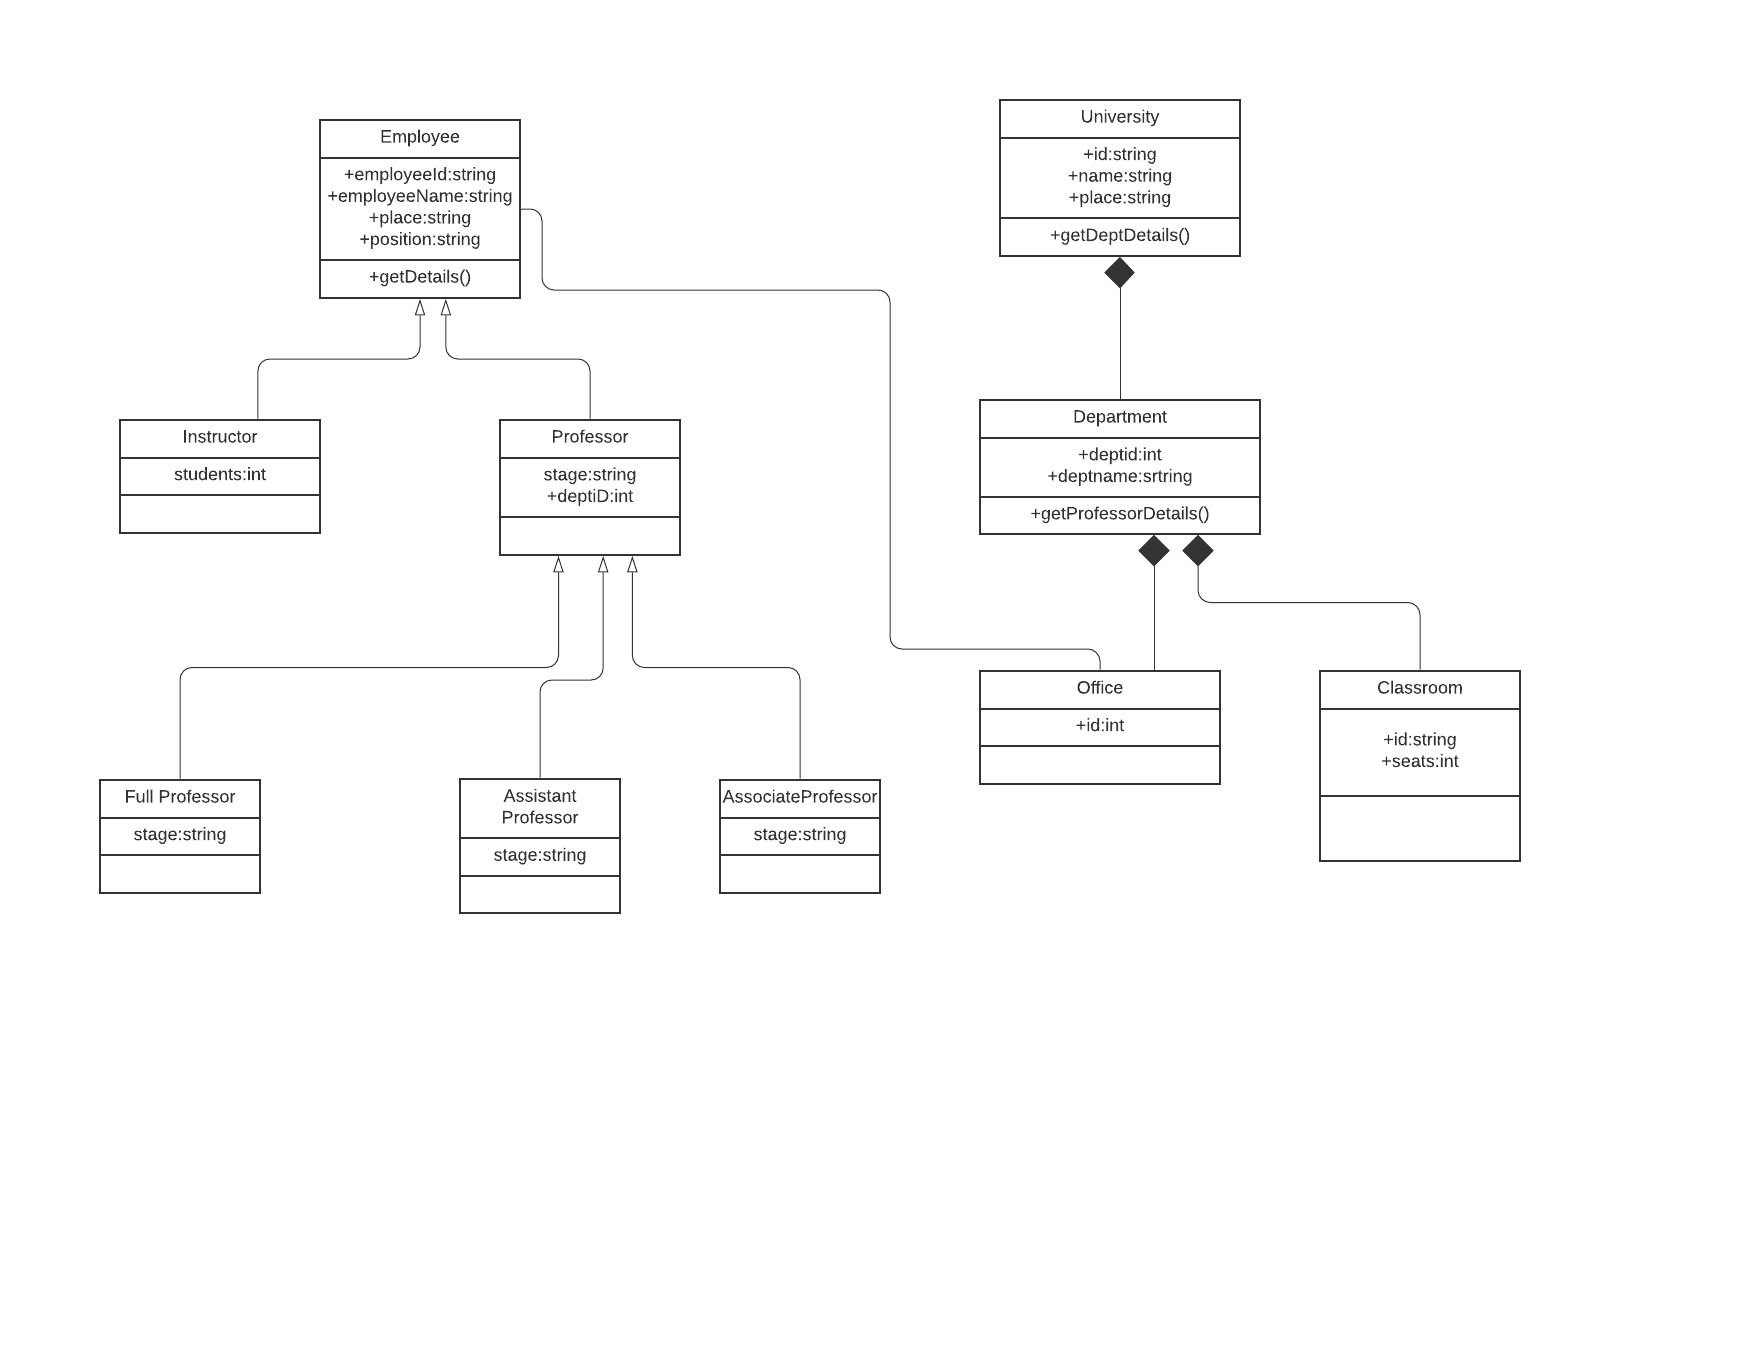 Employee
+employeeId:string
+employeeName:string
+place:string
+position:string
+getDetails()
University
+id:string
+name:string
+place:string
+getDeptDetails()
Instructor
students:int
Professor
stage:string
+deptiD:int
Department
+deptid:int
+deptname:srtring
+getProfessorDetails()
Full Professor
stage:string
Assistant
Professor
stage:string
AssociateProfessor
stage:string
Office
+id:int
Classroom
+id:string
+seats:int